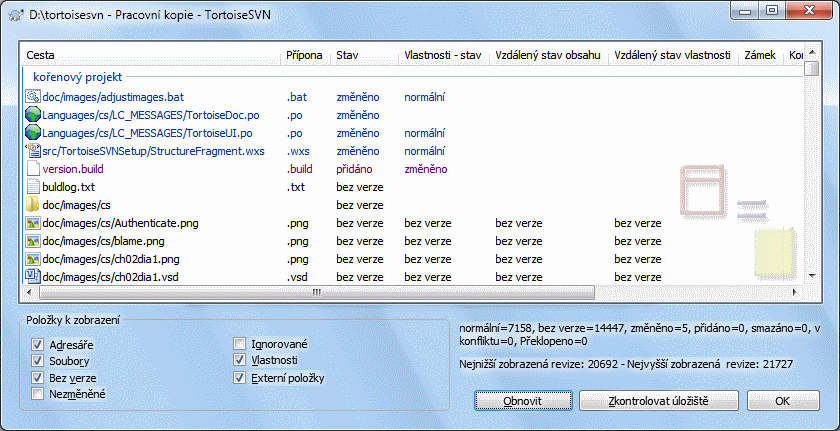 D:\tortoisesvn - Pracovní kopie - TortoiseSVN
Cesta Přípona Stav Vlastnosti - stav Vzdálený stav obsahu Vzdálený stav vlastnosti Zámek Kor
kořenový projekt
doc/images/adjustimages.bat .bat změněno normální
Languages/cs/LC_MESSAGES/TortoiseDoc.po .po změněno
Languages/cs/LC_MESSAGES/TortoiseUI.po .po změněno normální
src/TortoiseSVNSetup/StructureFragment.wxs .wxs změněno normální
version.build .build přidáno změněno
buldlog.txt .txt bez verze
doc/images/cs bez verze
doc/images/cs/Authenticate.png .png bez verze bez verze bez verze bez verze
doc/images/cs/blame.png .png bez verze bez verze bez verze bez verze
doc/images/cs/ch02dia1.png .png bez verze bez verze bez verze bez verze
doc/images/cs/ch02dia1.vsd .vsd bez verze bez verze bez verze bez verze
Položky k zobrazení
Adresáře Ignorované
Soubory Vlastnosti
Bez verze Externí položky
Nezměněné
normální=7158, bez verze=14447, změněno=5, přidáno=0, smazáno=0, v
konfliktu=0, Překlopeno=0
Nejnižší zobrazená revize: 20692 - Nejvyšší zobrazená revize: 21727
Obnovit Zkontrolovat úložiště OK